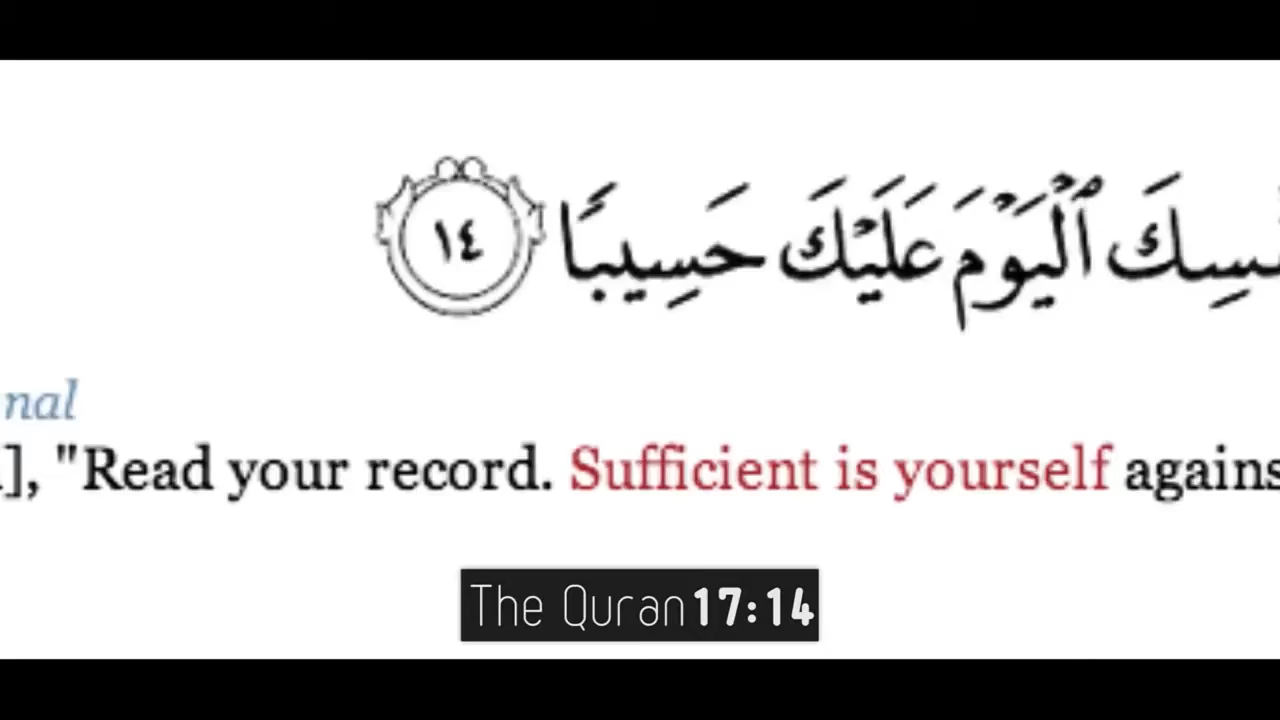 ٱلْيَوْمَ عَلَيْكَ حَسِيبًا ١٤
nal
], "Read your record. Sufficient is yourself agains
The Quran 17:14